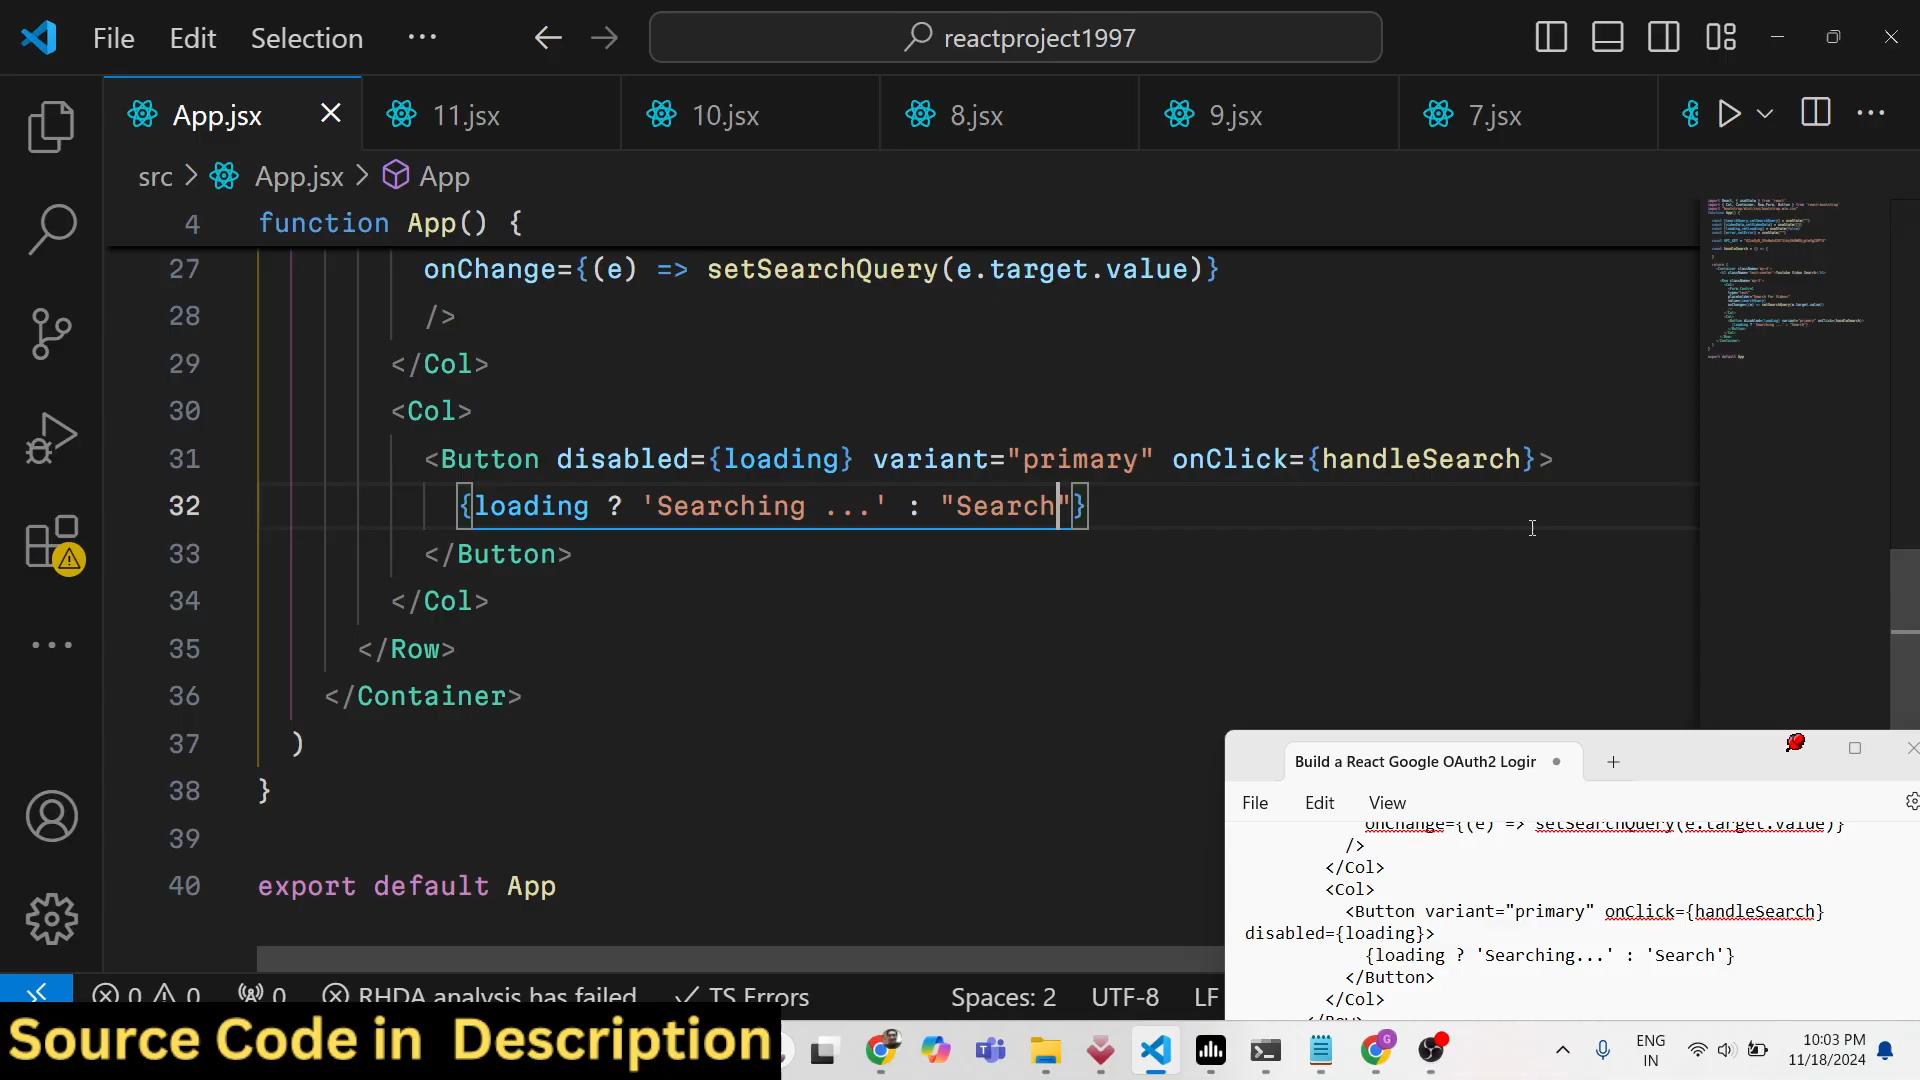 File Edit Selection ··· reactproject1997
App.jsx 11.jsx 10.jsx 8.jsx 9.jsx 7.jsx
src > App.jsx > App
4 function App() {
27 onChange={(e) => setSearchQuery(e.target.value)}
28 />
29 </Col>
30 <Col>
31 <Button disabled={loading} variant="primary" onClick={handleSearch}>
32 {loading ? 'Searching ...' : "Search"}
33 </Button>
34 </Col>
35 </Row>
36 </Container>
37 )
38 }
39
40 export default App
Build a React Google OAuth2 Login
File Edit View
onChange={(e) => setSearchQuery(e.target.value)}
/>
</Col>
<Col>
<Button variant="primary" onClick={handleSearch}
disabled={loading}>
{loading ? 'Searching...' : 'Search'}
</Button>
</Col>
</Row>
0 0 0 RHDA analysis has failed TS Errors Spaces: 2 UTF-8 LF
Source Code in Description
ENG
IN
10:03 PM
11/18/2024